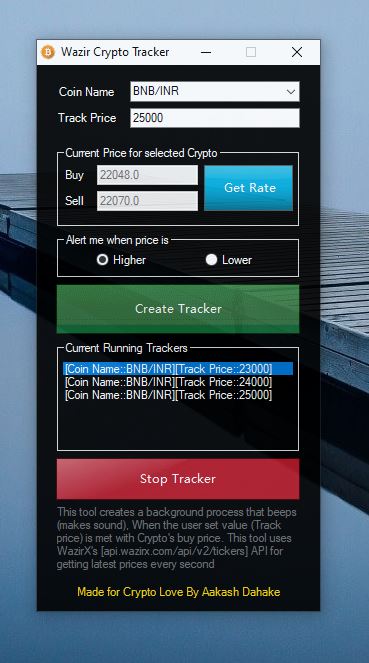 Wazir Crypto Tracker
Coin Name BNB/INR
Track Price 25000
Current Price for selected Crypto
Buy 22048.0
Get Rate
Sell 22070.0
Alert me when price is
Higher Lower
Create Tracker
Current Running Trackers
[Coin Name::BNB/INR][Track Price::23000]
[Coin Name::BNB/INR][Track Price::24000]
[Coin Name::BNB/INR][Track Price::25000]
Stop Tracker
This tool creates a background process that beeps
(makes sound), When the user set value (Track
price) is met with Crypto's buy price. This tool uses
WazirX's [api.wazirx.com/api/v2/tickers] API for
getting latest prices every second
Made for Crypto Love By Aakash Dahake